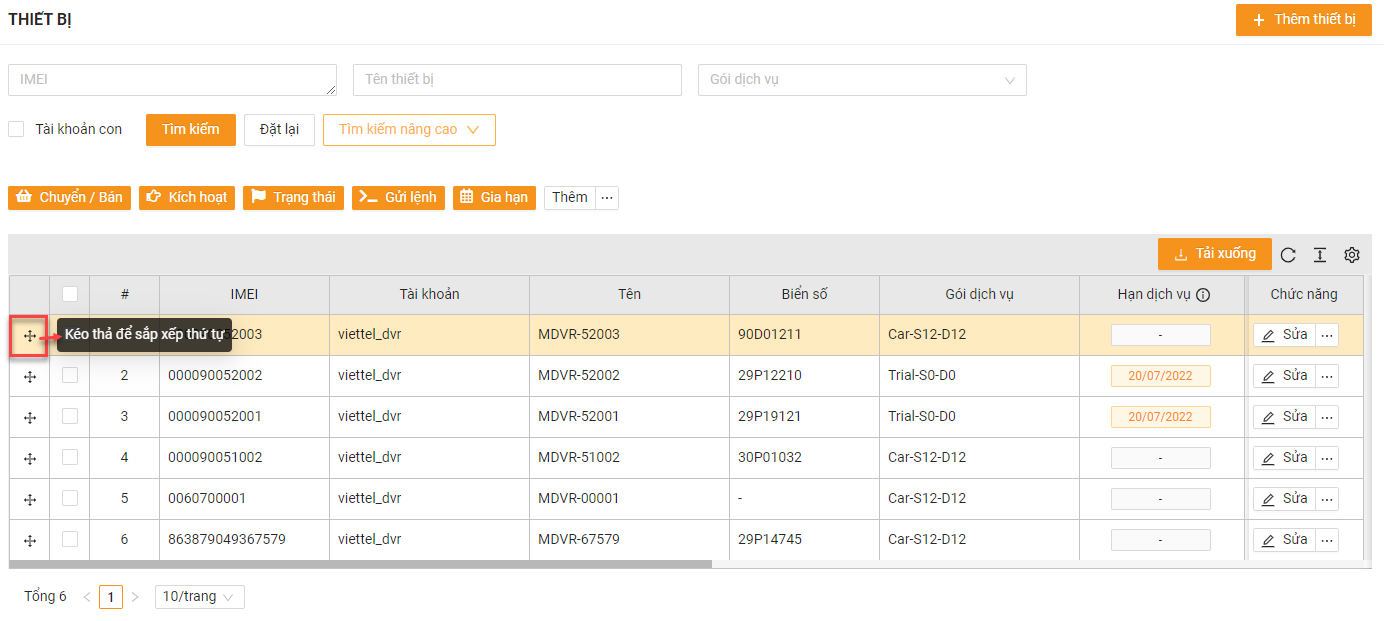 THIẾT BỊ
Thêm thiết bị
IMEI Tên thiết bị Gói dịch vụ
Tài khoản con Tìm kiếm Đặt lại Tìm kiếm nâng cao
Chuyển / Bán Kích hoạt Trạng thái Gửi lệnh Gia hạn Thêm ...
Tải xuống
# IMEI Tài khoản Tên Biển số Gói dịch vụ Hạn dịch vụ Chức năng
Kéo thả để sắp xếp thứ tự 52003 viettel_dvr MDVR-52003 90D01211 Car-S12-D12 - Sửa ...
2 000090052002 viettel_dvr MDVR-52002 29P12210 Trial-S0-D0 20/07/2022 Sửa ...
3 000090052001 viettel_dvr MDVR-52001 29P19121 Trial-S0-D0 20/07/2022 Sửa ...
4 000090051002 viettel_dvr MDVR-51002 30P01032 Car-S12-D12 - Sửa ...
5 0060700001 viettel_dvr MDVR-00001 - Car-S12-D12 - Sửa ...
6 863879049367579 viettel_dvr MDVR-67579 29P14745 Car-S12-D12 - Sửa ...
Tổng 6 < 1 > 10/trang